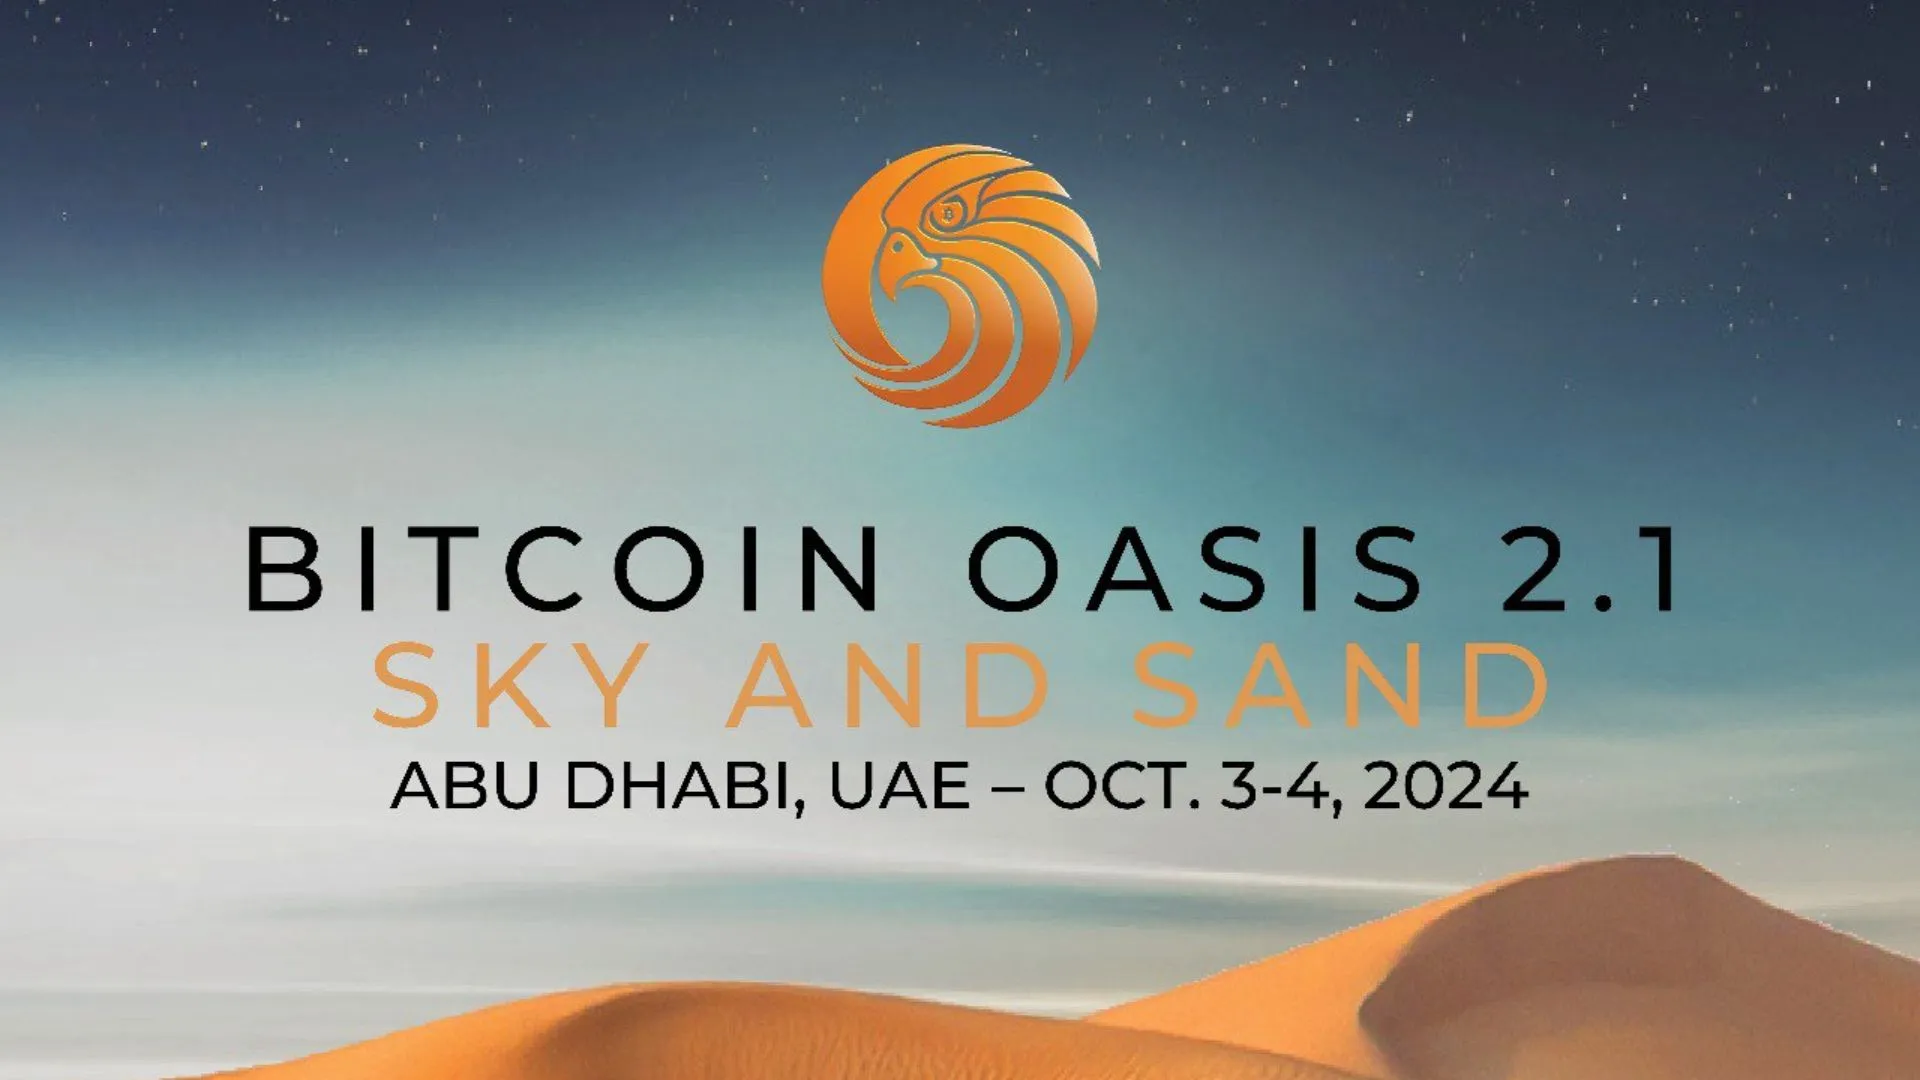 BITCOIN OASIS 2.1
SKY AND SAND
ABU DHABI, UAE – OCT. 3-4, 2024